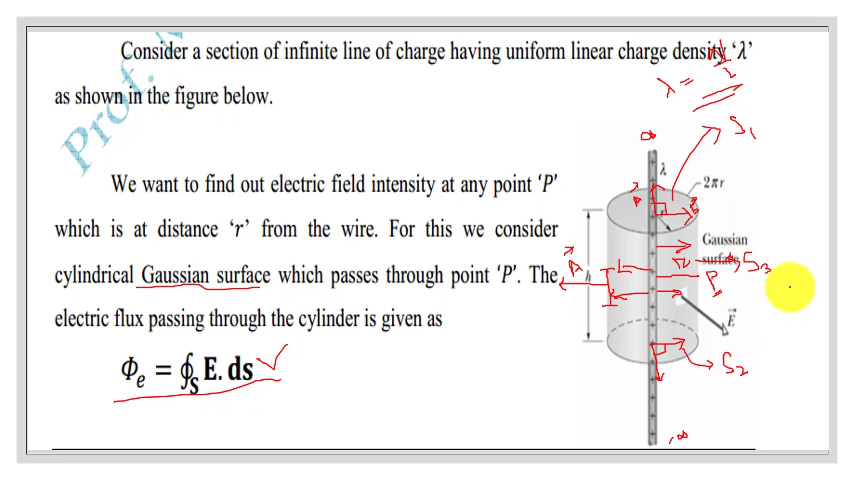 Consider a section of infinite line of charge having uniform linear charge density ‘λ’
as shown in the figure below.
λ =
S₁
∞
λ
2πr
We want to find out electric field intensity at any point ‘P’
which is at distance ‘r’ from the wire. For this we consider
cylindrical Gaussian surface which passes through point ‘P’. The
electric flux passing through the cylinder is given as
Φₑ = ∮ₛ E. ds
Gaussian
surface
S₃
h
P
E
S₂
∞
Prof.